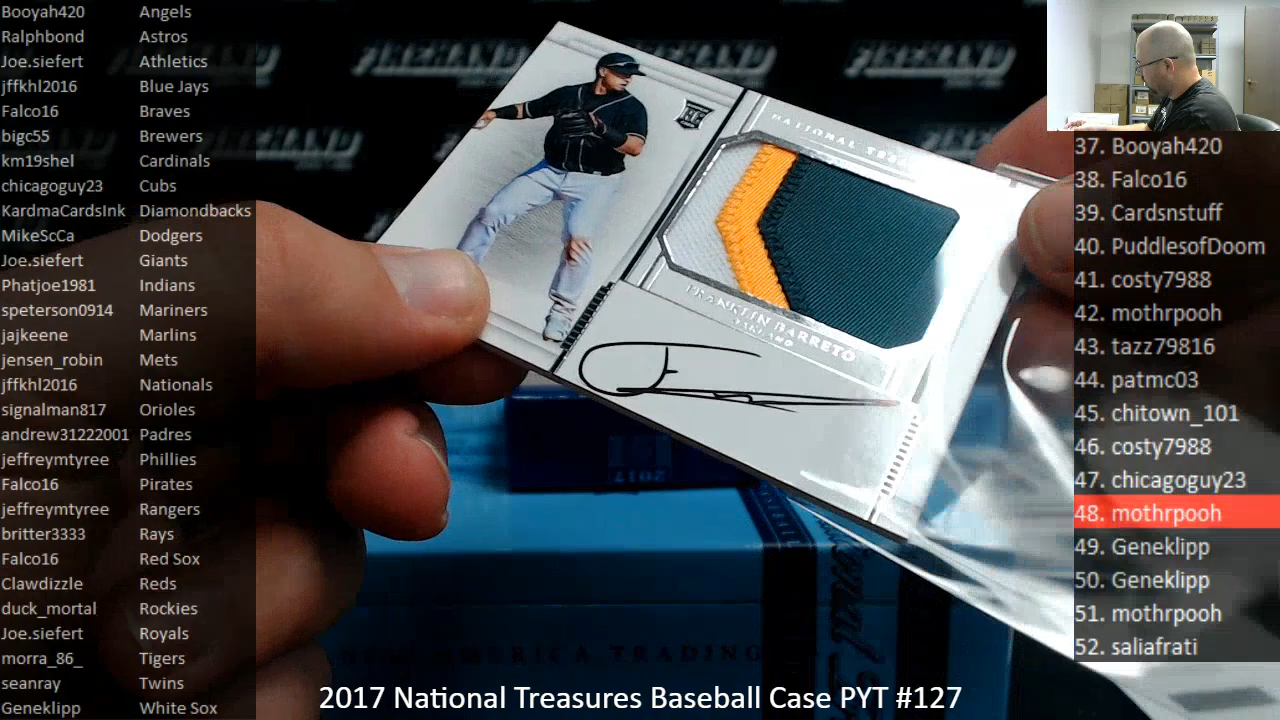 Booyah420 Angels
Ralphbond Astros
Joe.siefert Athletics
jffkhl2016 Blue Jays
Falco16 Braves
bigc55 Brewers
km19shel Cardinals
chicagoguy23 Cubs
KardmaCardsInk Diamondbacks
MikeScCa Dodgers
Joe.siefert Giants
Phatjoe1981 Indians
speterson0914 Mariners
jajkeene Marlins
jensen_robin Mets
jffkhl2016 Nationals
signalman817 Orioles
andrew31222001 Padres
jeffreymtyree Phillies
Falco16 Pirates
jeffreymtyree Rangers
britter3333 Rays
Falco16 Red Sox
Clawdizzle Reds
duck_mortal Rockies
Joe.siefert Royals
morra_86_ Tigers
seanray Twins
Geneklipp White Sox
RC
NATIONAL TRE
FRANKLIN BARRETO
OAKLAND
2017
TRADING
2017 National Treasures Baseball Case PYT #127
37. Booyah420
38. Falco16
39. Cardsnstuff
40. PuddlesofDoom
41. costy7988
42. mothrpooh
43. tazz79816
44. patmc03
45. chitown_101
46. costy7988
47. chicagoguy23
48. mothrpooh
49. Geneklipp
50. Geneklipp
51. mothrpooh
52. saliafrati